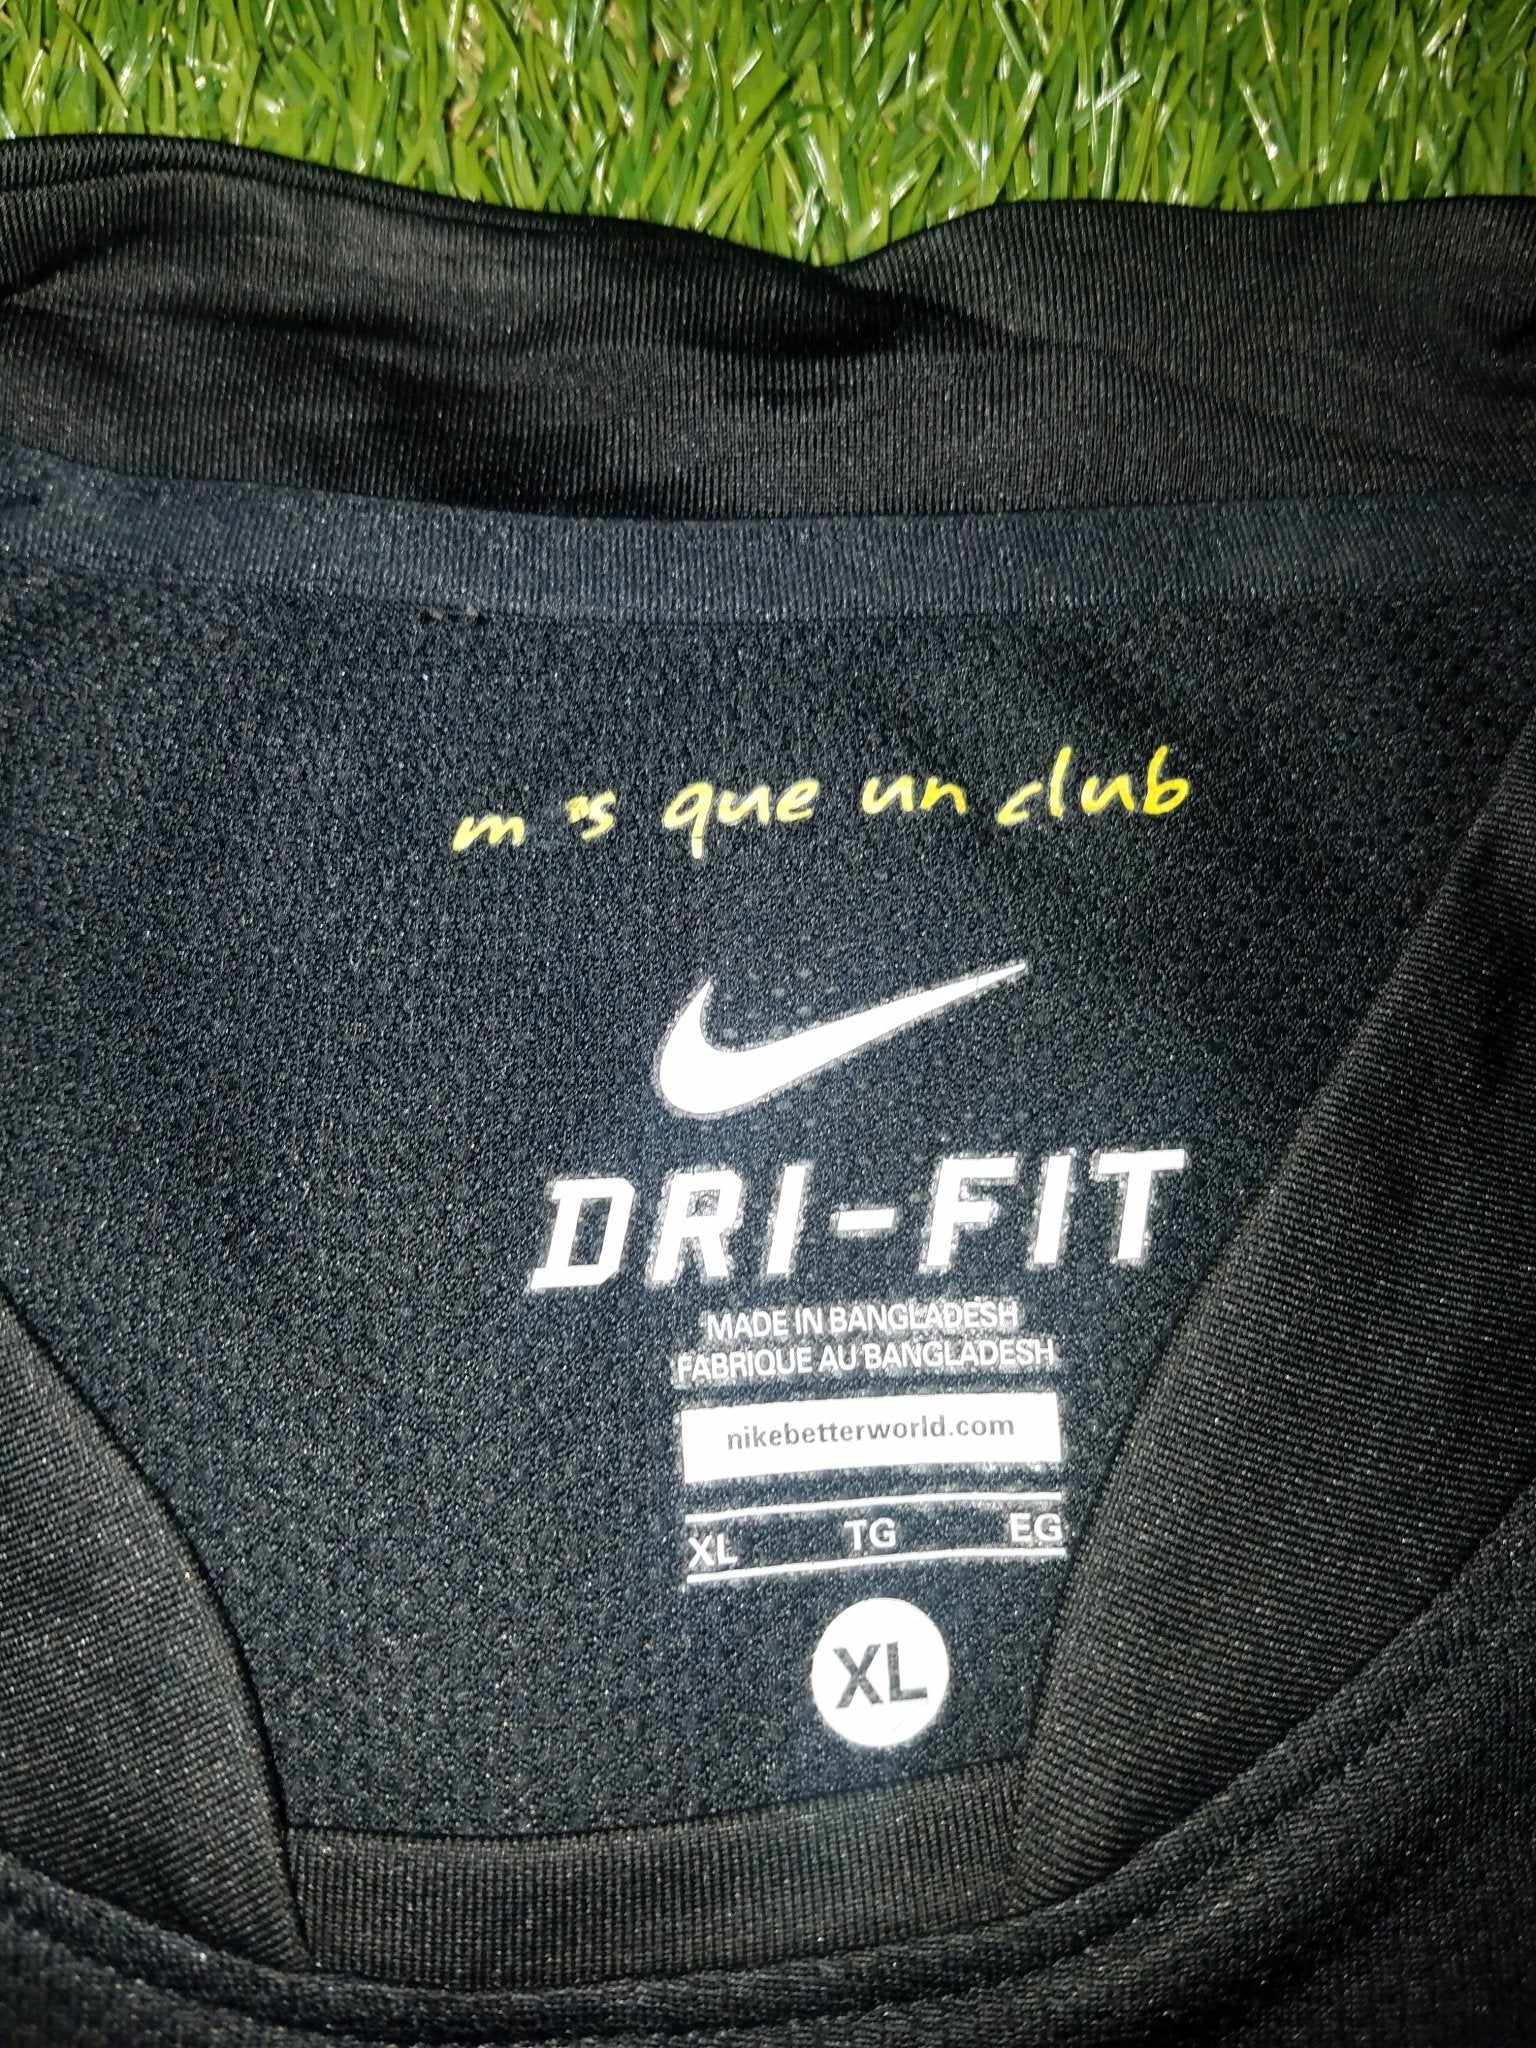 m s que un club
DRI-FIT
MADE IN BANGLADESH
FABRIQUE AU BANGLADESH
nikebetterworld.com
XL TG EG
XL